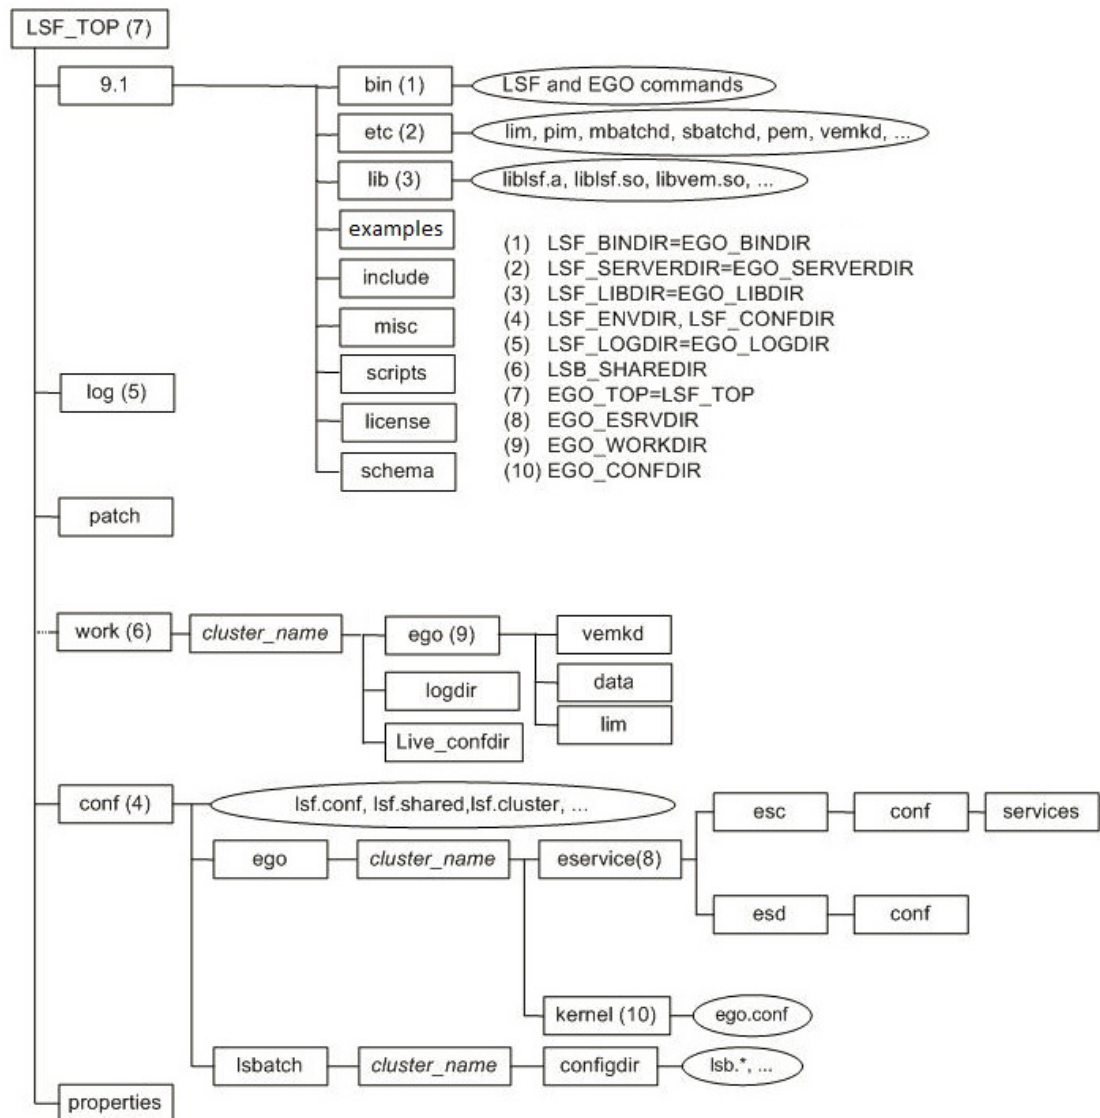 LSF_TOP (7)
9.1
bin (1)
LSF and EGO commands
etc (2)
lim, pim, mbatchd, sbatchd, pem, vemkd, ...
lib (3)
liblsf.a, liblsf.so, libvem.so, ...
examples
include
misc
scripts
license
schema
(1) LSF_BINDIR=EGO_BINDIR
(2) LSF_SERVERDIR=EGO_SERVERDIR
(3) LSF_LIBDIR=EGO_LIBDIR
(4) LSF_ENVDIR, LSF_CONFDIR
(5) LSF_LOGDIR=EGO_LOGDIR
(6) LSB_SHAREDIR
(7) EGO_TOP=LSF_TOP
(8) EGO_ESRVDIR
(9) EGO_WORKDIR
(10) EGO_CONFDIR
log (5)
patch
work (6)
cluster_name
ego (9)
vemkd
data
lim
logdir
Live_confdir
conf (4)
lsf.conf, lsf.shared,lsf.cluster, ...
ego
cluster_name
eservice(8)
esc
conf
services
esd
conf
kernel (10)
ego.conf
lsbatch
cluster_name
configdir
lsb.*, ...
properties